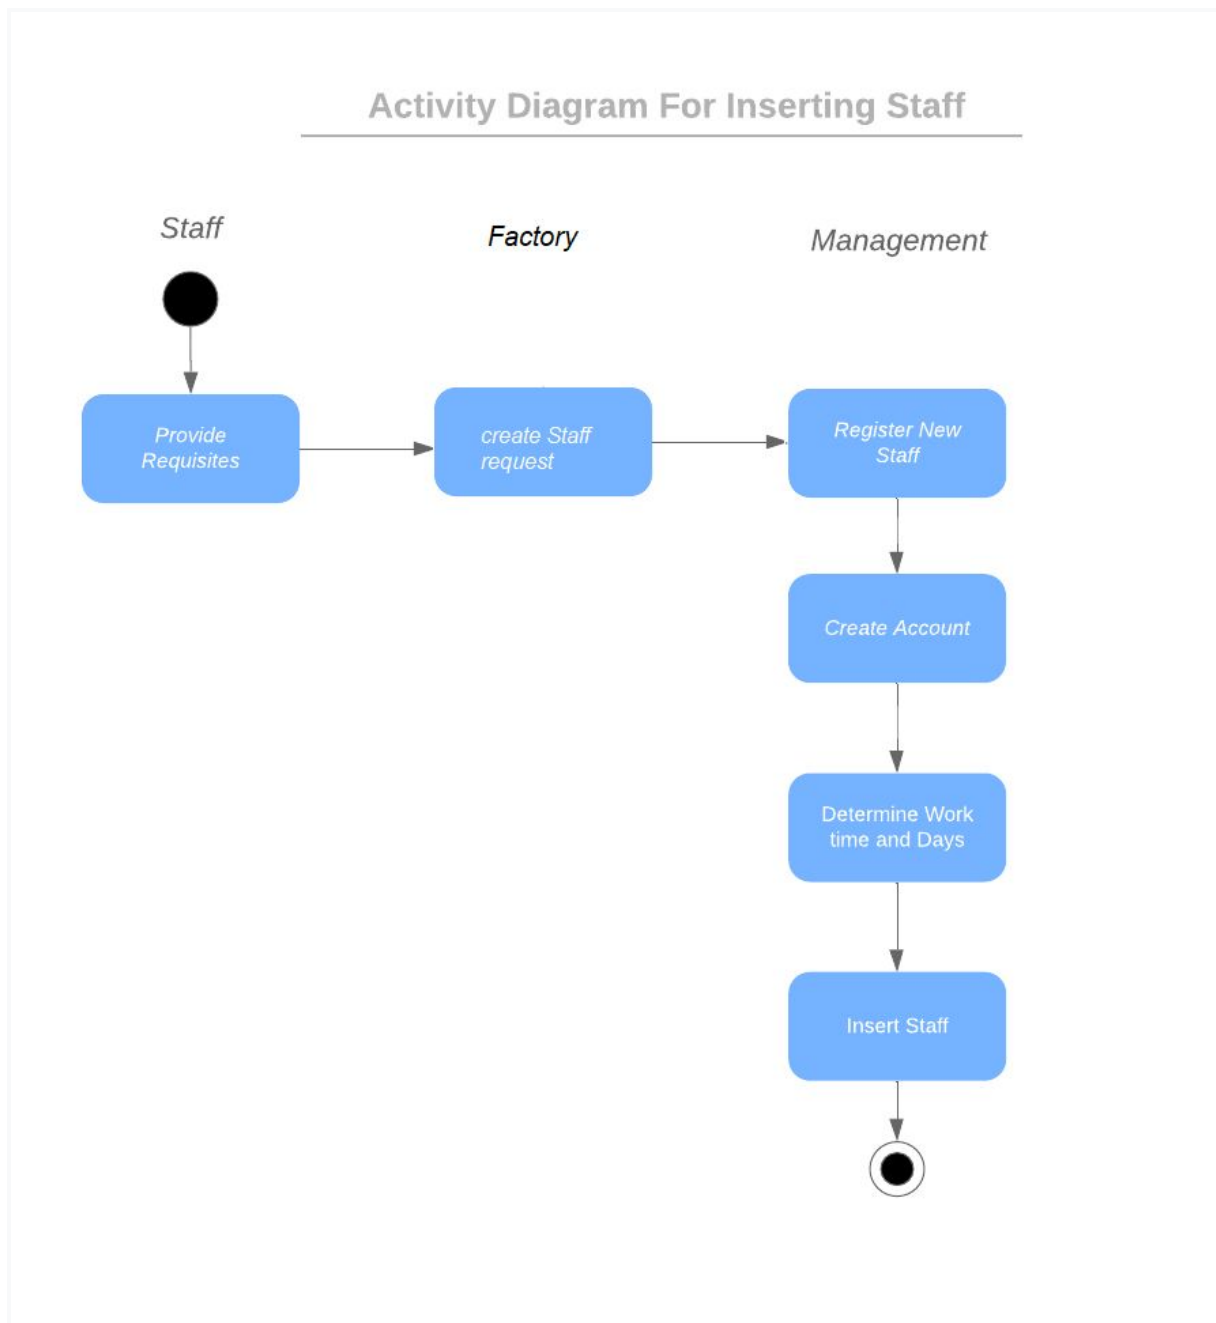 Activity Diagram For Inserting Staff
Staff
Factory
Management
Provide
Requisites
create Staff
request
Register New
Staff
Create Account
Determine Work
time and Days
Insert Staff